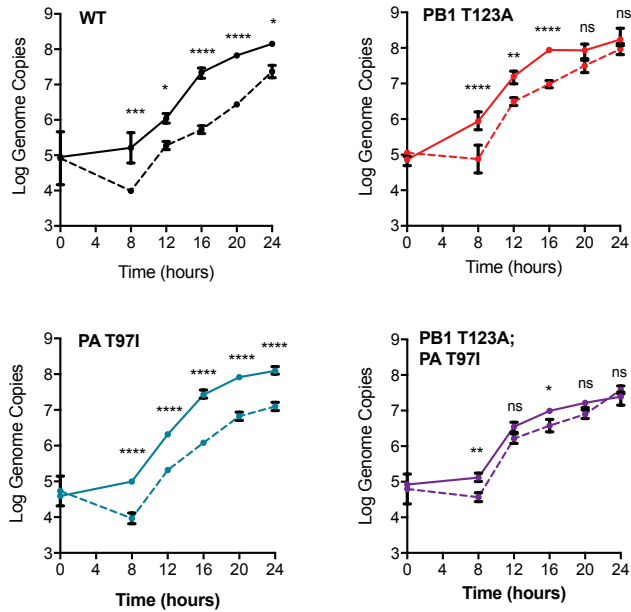 WT
*** * **** **** *
Log Genome Copies
9
8
7
6
5
4
3
0 4 8 12 16 20 24
Time (hours)
PB1 T123A
**** ** **** ns ns
Log Genome Copies
9
8
7
6
5
4
3
0 4 8 12 16 20 24
Time (hours)
PA T97I
**** **** **** **** ****
Log Genome Copies
9
8
7
6
5
4
3
0 4 8 12 16 20 24
Time (hours)
PB1 T123A;
PA T97I
** ns * ns ns
Log Genome Copies
9
8
7
6
5
4
3
0 4 8 12 16 20 24
Time (hours)